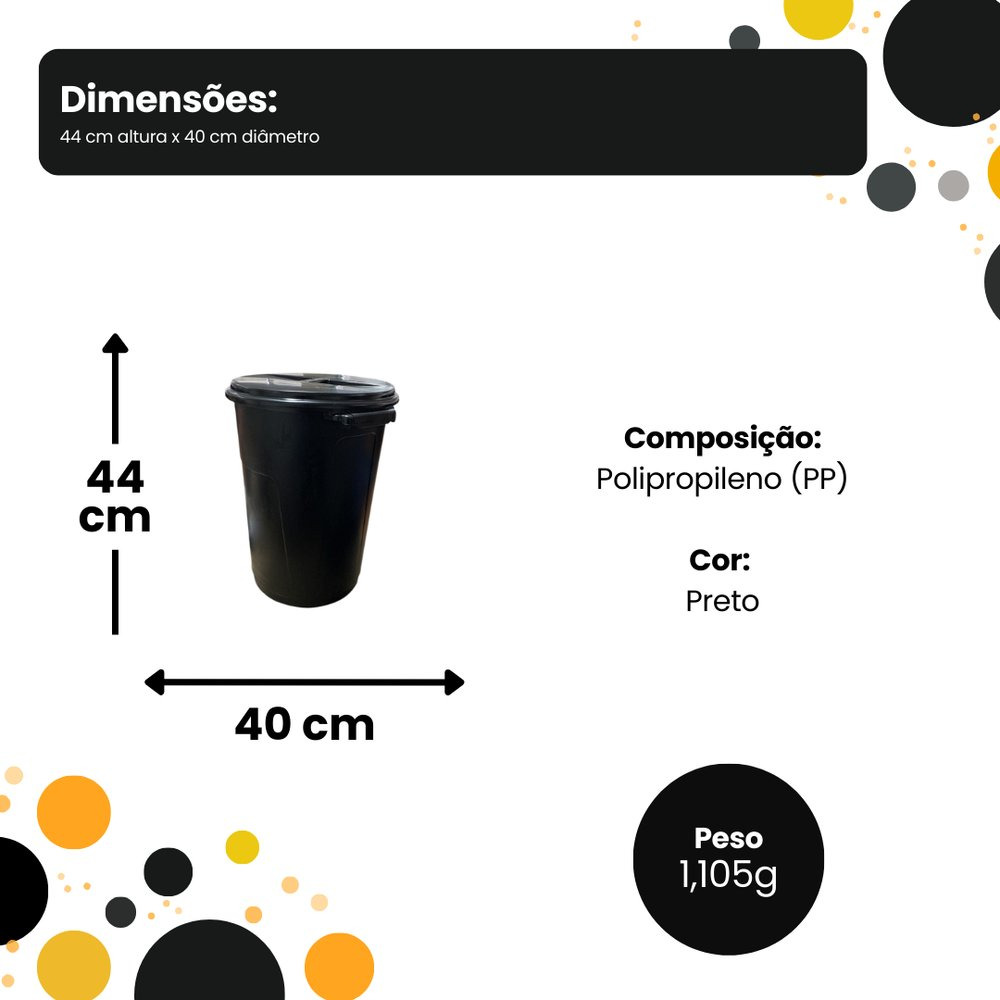 Dimensões:
44 cm altura x 40 cm diâmetro
44
cm
40 cm
Composição:
Polipropileno (PP)
Cor:
Preto
Peso
1,105g